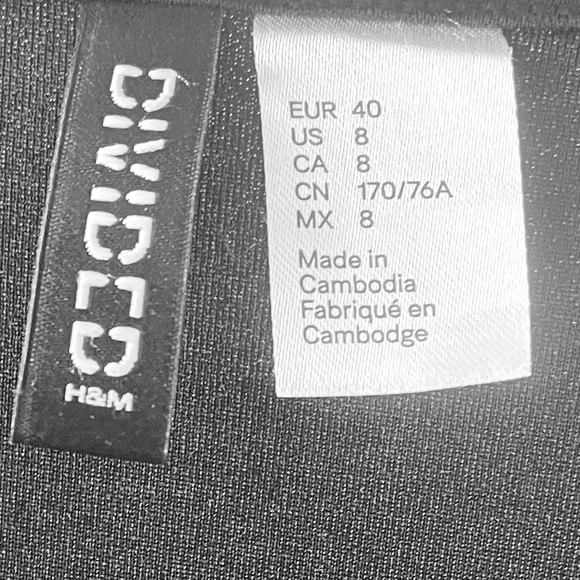 DIVIDED
H&M
EUR 40
US 8
CA 8
CN 170/76A
MX 8
Made in
Cambodia
Fabriqué en
Cambodge